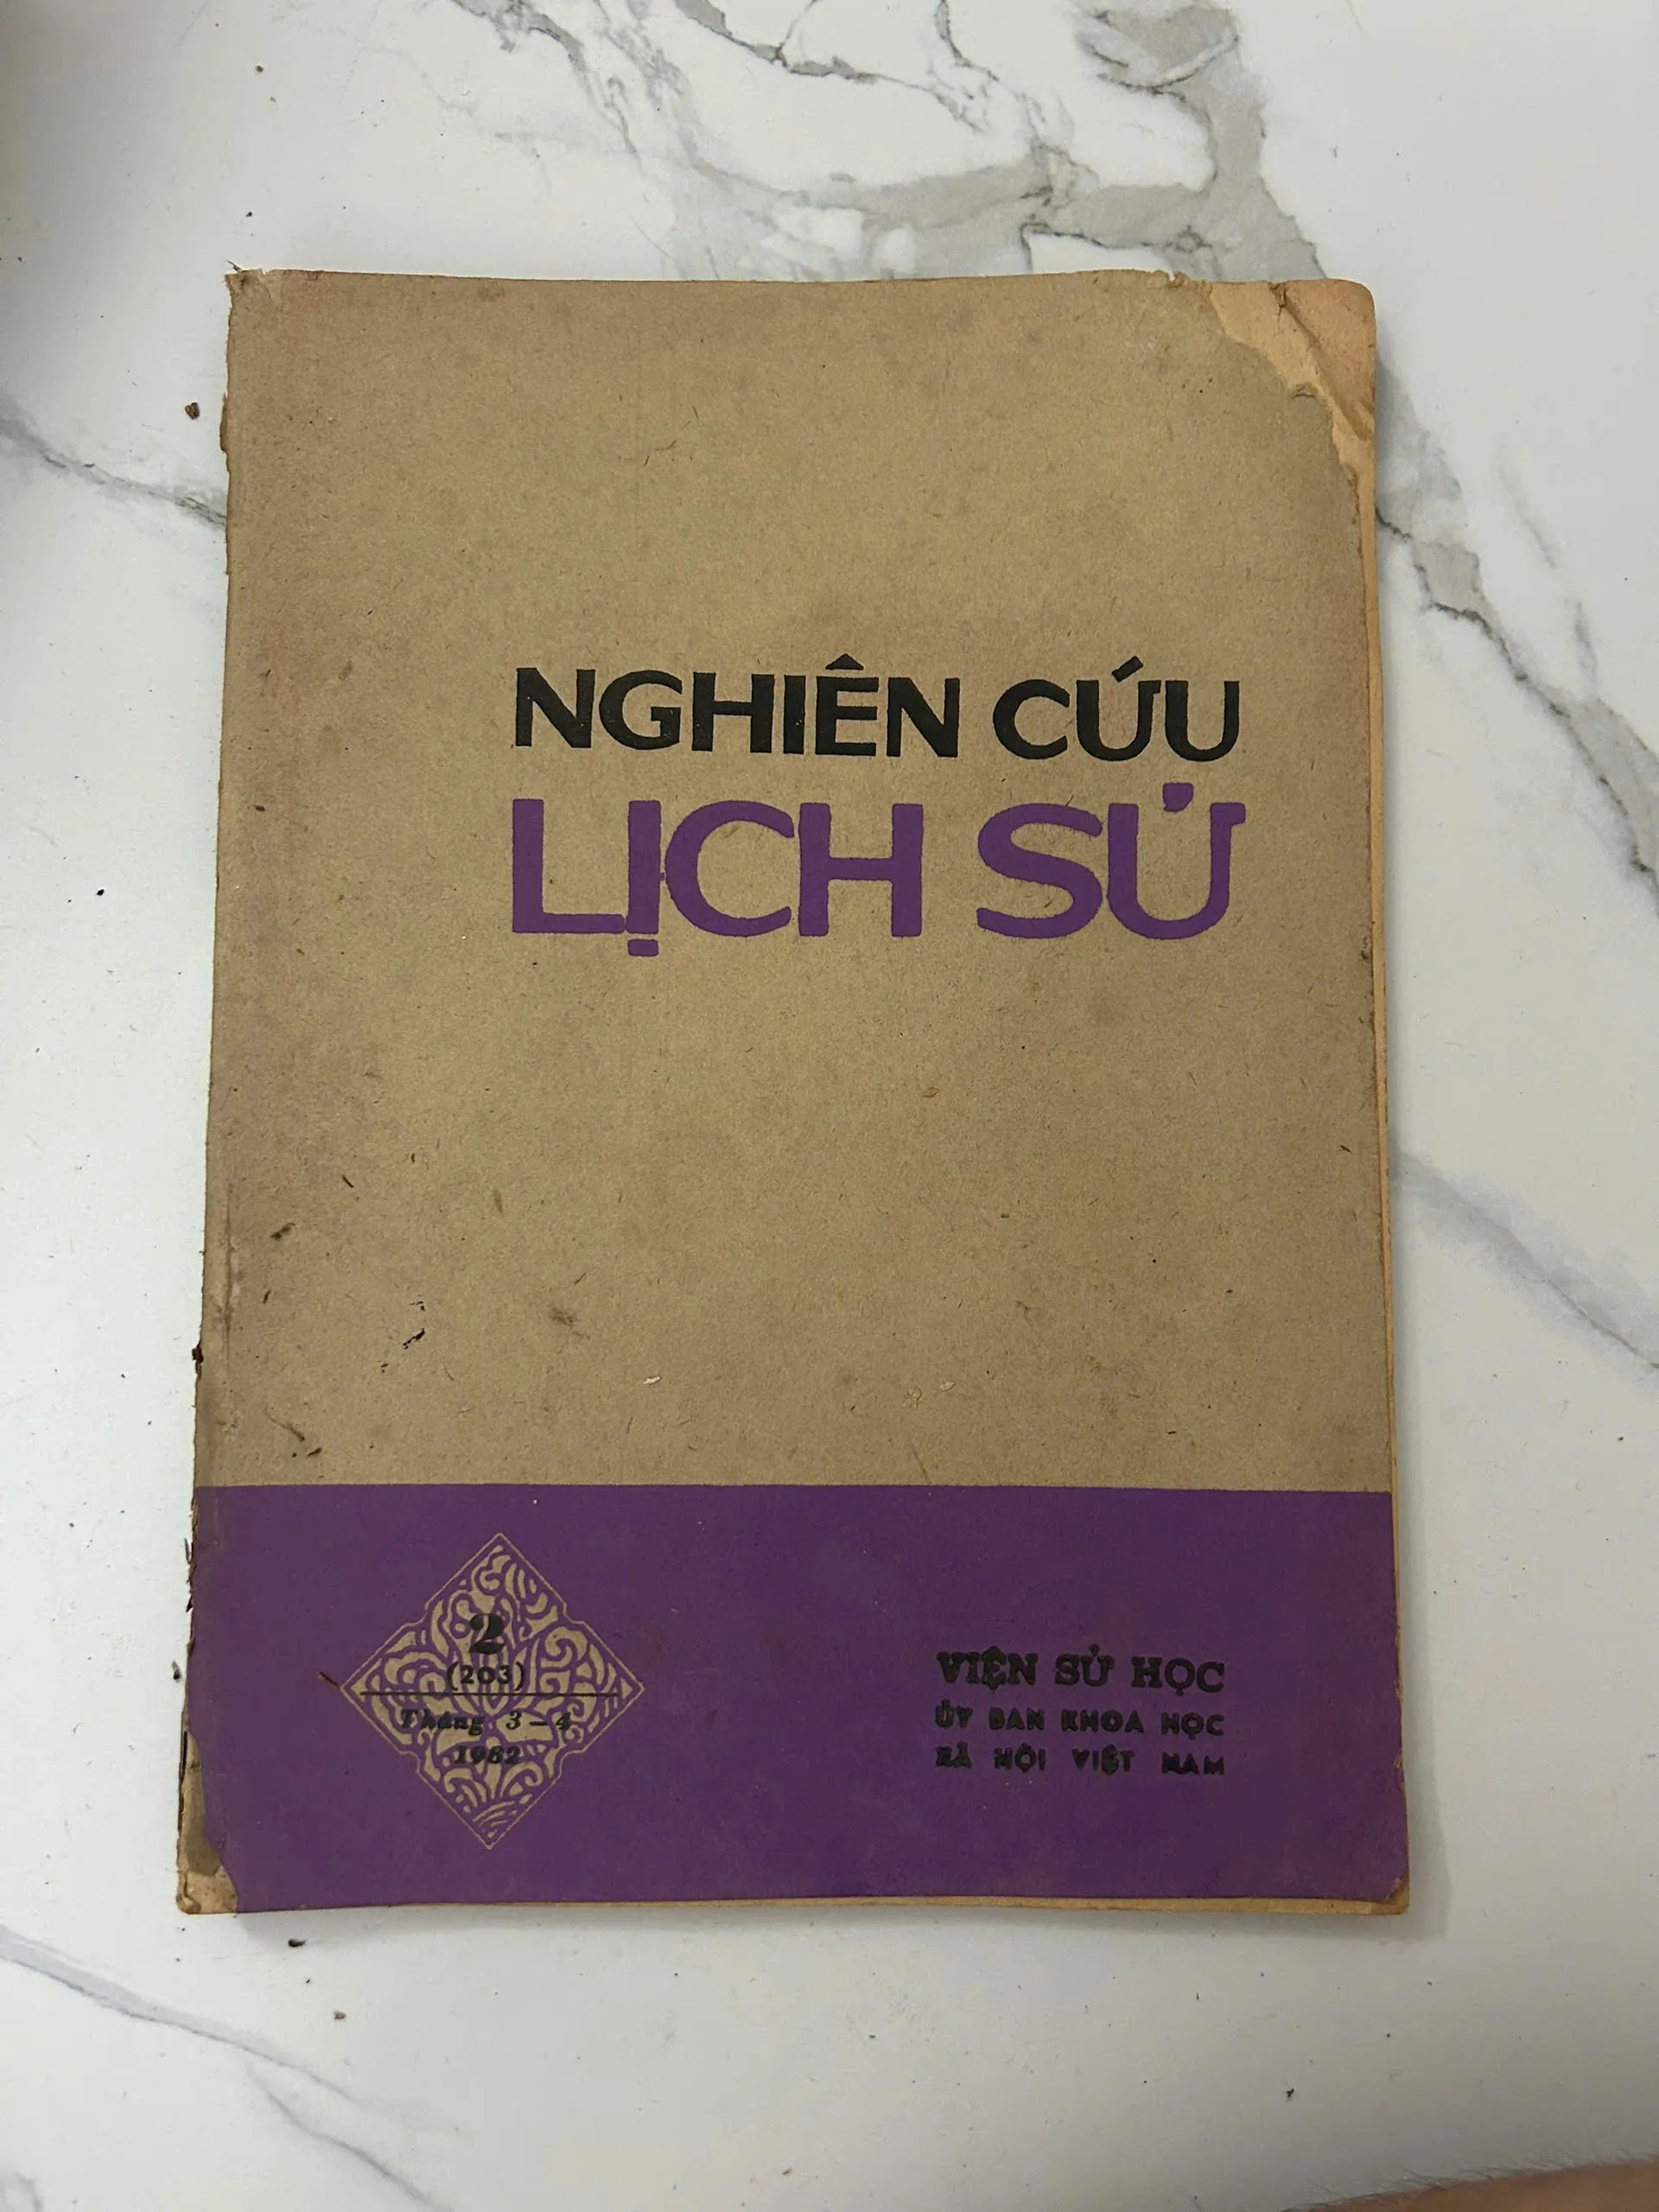 NGHIÊN CỨU
LỊCH SỬ
2
(203)
Tháng 3-4
1982
VIỆN SỬ HỌC
ỦY BAN KHOA HỌC
XÃ HỘI VIỆT NAM